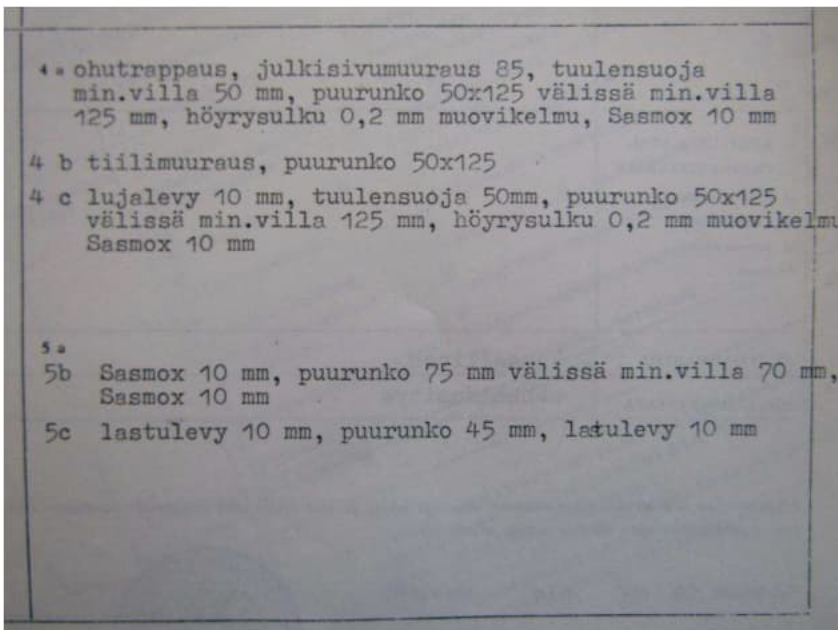 4 a ohutrappaus, julkisivumuuraus 85, tuulensuoja
min.villa 50 mm, puurunko 50x125 välissä min.villa
125 mm, höyrysulku 0,2 mm muovikelmu, Sasmox 10 mm
4 b tiilimuuraus, puurunko 50x125
4 c lujalevy 10 mm, tuulensuoja 50mm, puurunko 50x125
välissä min.villa 125 mm, höyrysulku 0,2 mm muovikelmu
Sasmox 10 mm
5 a
5b Sasmox 10 mm, puurunko 75 mm välissä min.villa 70 mm,
Sasmox 10 mm
5c lastulevy 10 mm, puurunko 45 mm, latulevy 10 mm